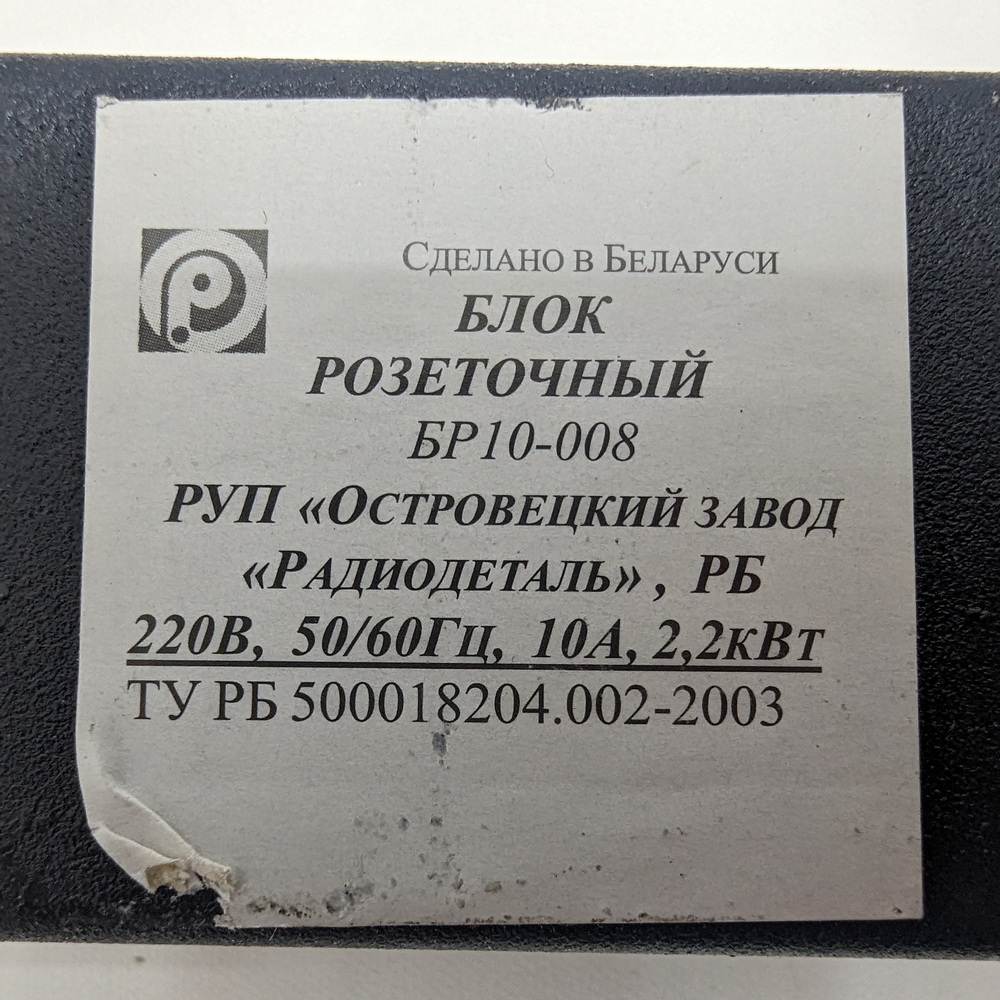 Сделано в Беларуси
БЛОК
РОЗЕТОЧНЫЙ
БР10-008
РУП «Островецкий завод
«Радиодеталь» , РБ
220В, 50/60Гц, 10А, 2,2кВт
ТУ РБ 500018204.002-2003